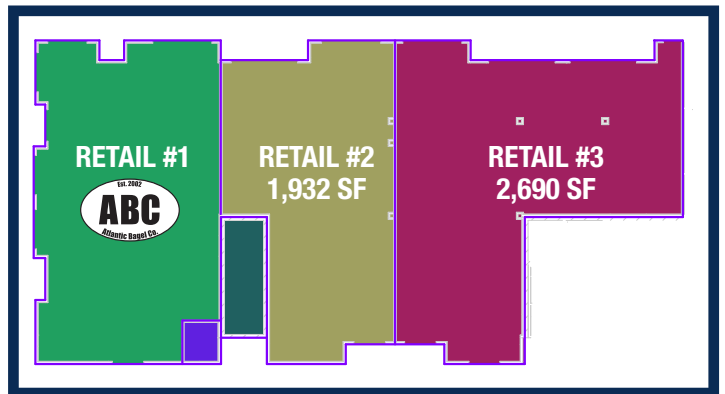 RETAIL #1
Est. 2002
ABC
Atlantic Bagel Co.
RETAIL #2
1,932 SF
RETAIL #3
2,690 SF